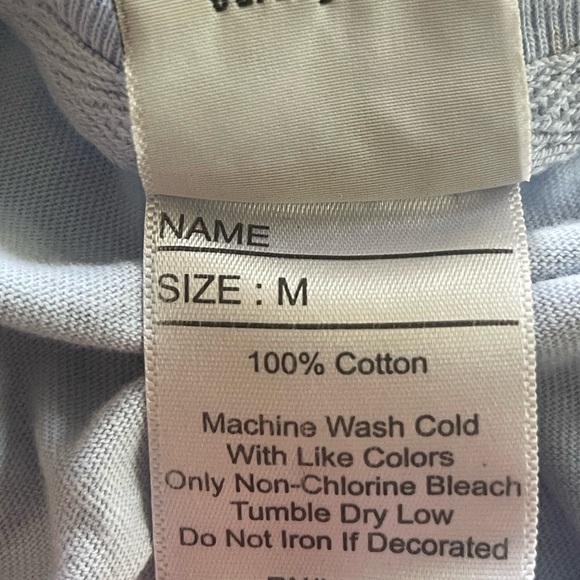 NAME
SIZE : M
100% Cotton
Machine Wash Cold
With Like Colors
Only Non-Chlorine Bleach
Tumble Dry Low
Do Not Iron If Decorated